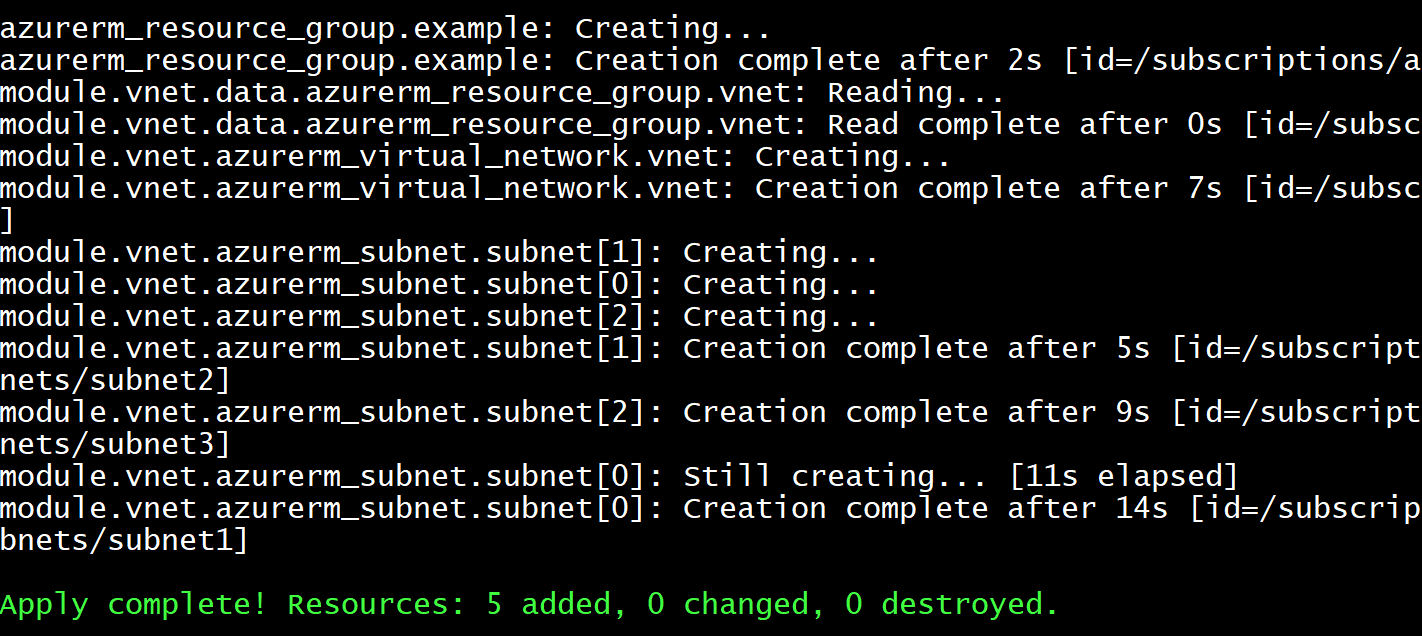 azurerm_resource_group.example: Creating...
azurerm_resource_group.example: Creation complete after 2s [id=/subscriptions/a
module.vnet.data.azurerm_resource_group.vnet: Reading...
module.vnet.data.azurerm_resource_group.vnet: Read complete after 0s [id=/subsc
module.vnet.azurerm_virtual_network.vnet: Creating...
module.vnet.azurerm_virtual_network.vnet: Creation complete after 7s [id=/subsc
]
module.vnet.azurerm_subnet.subnet[1]: Creating...
module.vnet.azurerm_subnet.subnet[0]: Creating...
module.vnet.azurerm_subnet.subnet[2]: Creating...
module.vnet.azurerm_subnet.subnet[1]: Creation complete after 5s [id=/subscript
nets/subnet2]
module.vnet.azurerm_subnet.subnet[2]: Creation complete after 9s [id=/subscript
nets/subnet3]
module.vnet.azurerm_subnet.subnet[0]: Still creating... [11s elapsed]
module.vnet.azurerm_subnet.subnet[0]: Creation complete after 14s [id=/subscrip
bnets/subnet1]
Apply complete! Resources: 5 added, 0 changed, 0 destroyed.